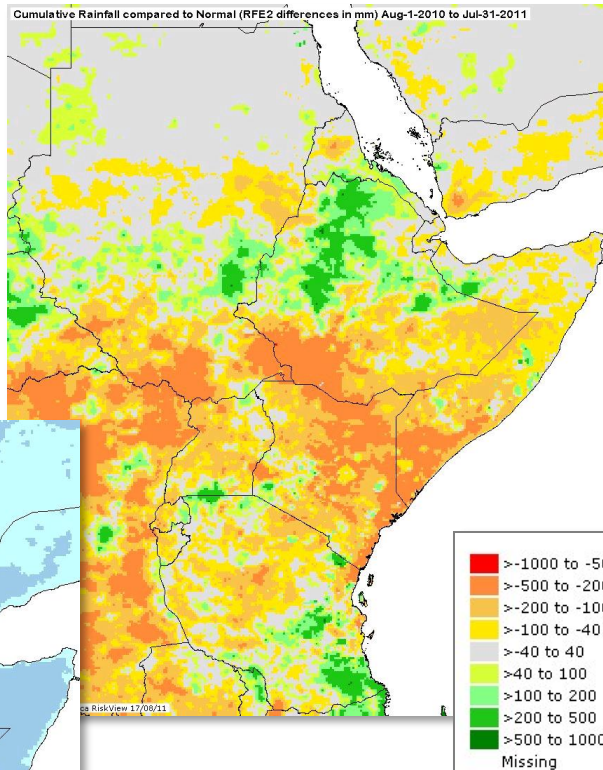 Cumulative Rainfall compared to Normal (RFE2 differences in mm) Aug-1-2010 to Jul-31-2011
>-1000 to -50
>-500 to -200
>-200 to -100
>-100 to -40
>-40 to 40
>40 to 100
>100 to 200
>200 to 500
>500 to 1000
Missing
ca RiskView 17/08/11